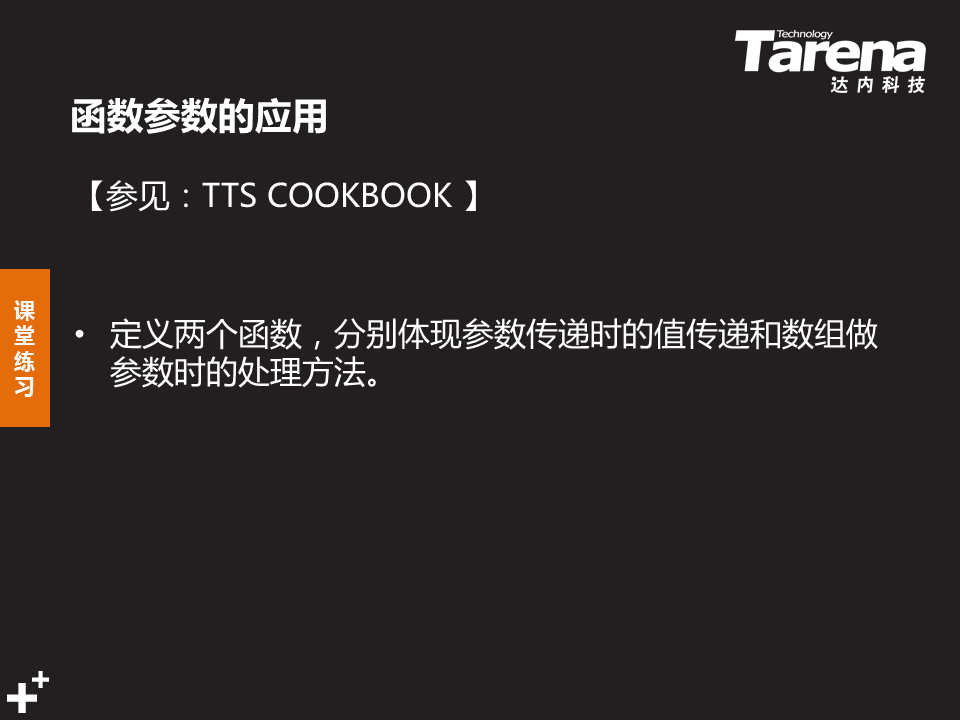 Technology
Tarena
达内科技
函数参数的应用
【参见：TTS COOKBOOK 】
课
堂
练
习
• 定义两个函数，分别体现参数传递时的值传递和数组做
参数时的处理方法。